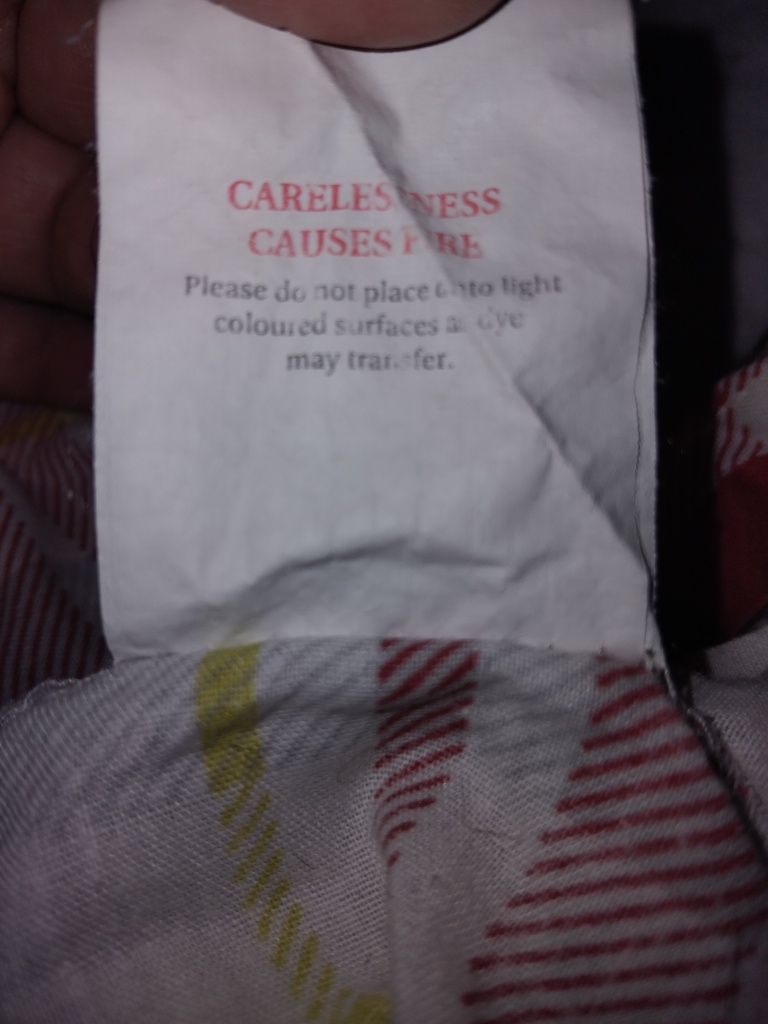 CARELESSNESS
CAUSES FIRE
Please do not place onto light
coloured surfaces as dye
may transfer.